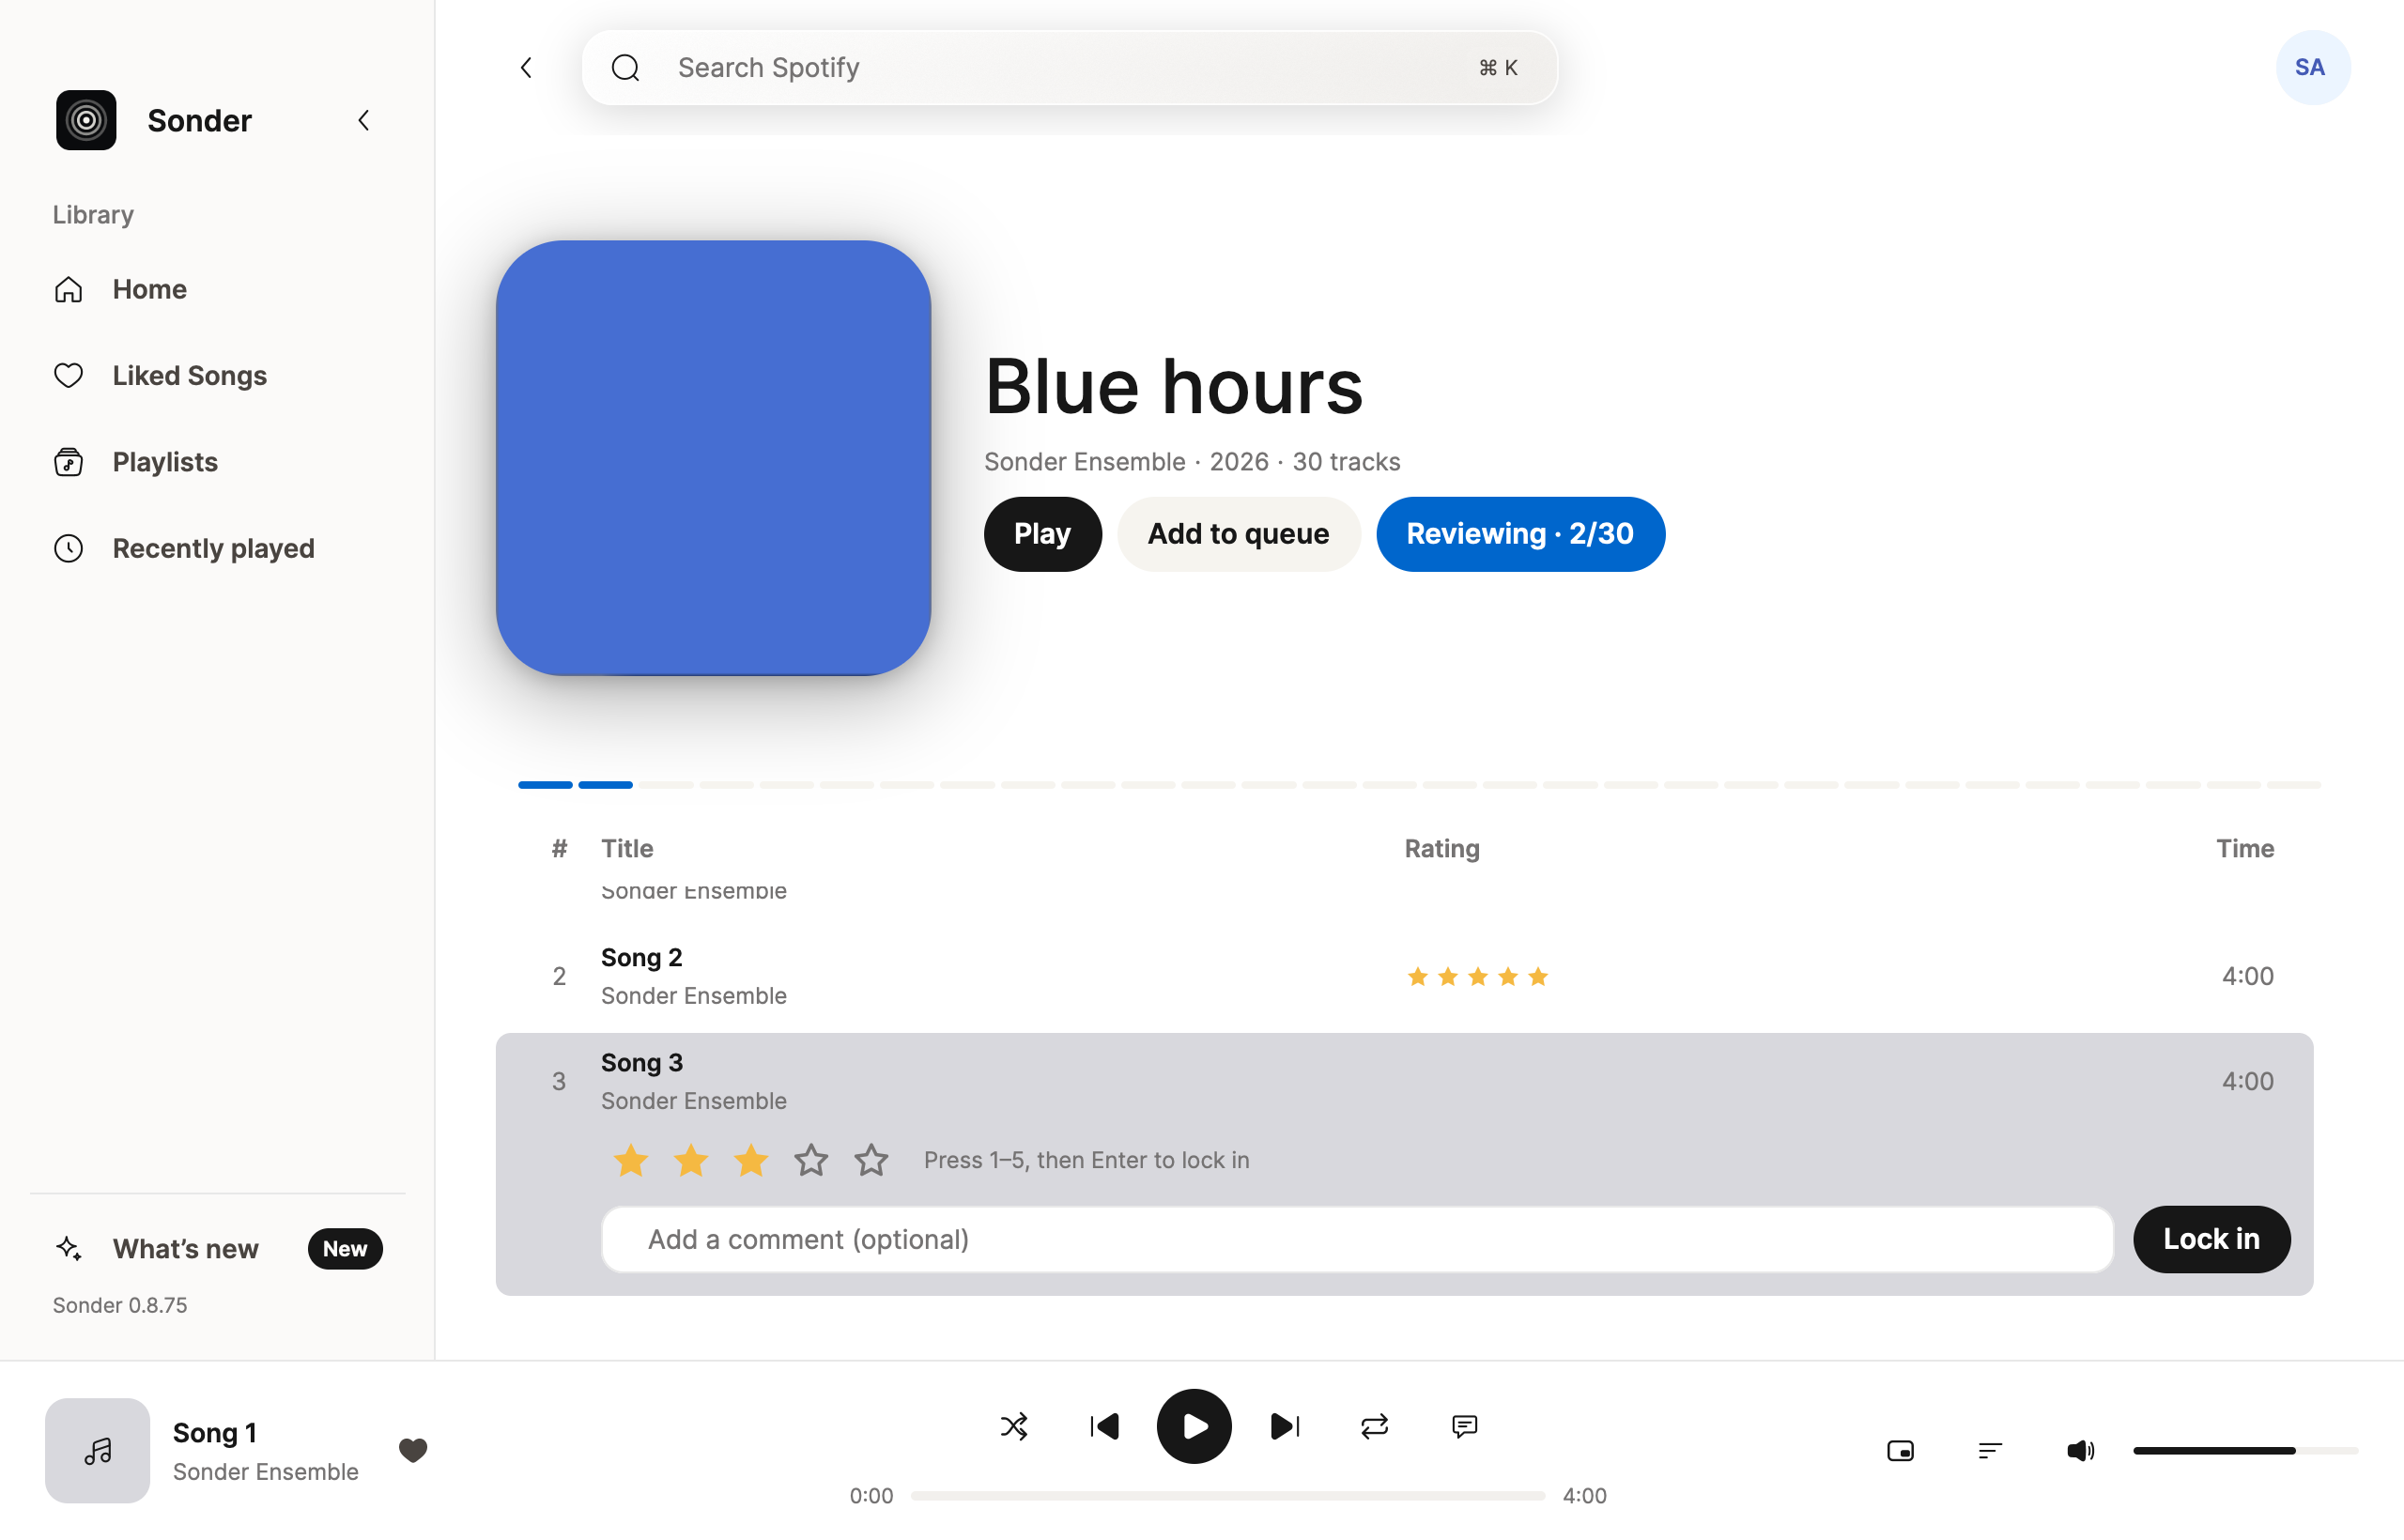 Search Spotify
⌘ K
SA
Sonder
Library
Home
Liked Songs
Playlists
Recently played
Blue hours
Sonder Ensemble · 2026 · 30 tracks
Play
Add to queue
Reviewing · 2/30
# Title Rating Time
Sonder Ensemble
2 Song 2 4:00
Sonder Ensemble
3 Song 3 4:00
Sonder Ensemble
Press 1–5, then Enter to lock in
Add a comment (optional)
Lock in
What’s new
New
Sonder 0.8.75
Song 1
Sonder Ensemble
0:00
4:00